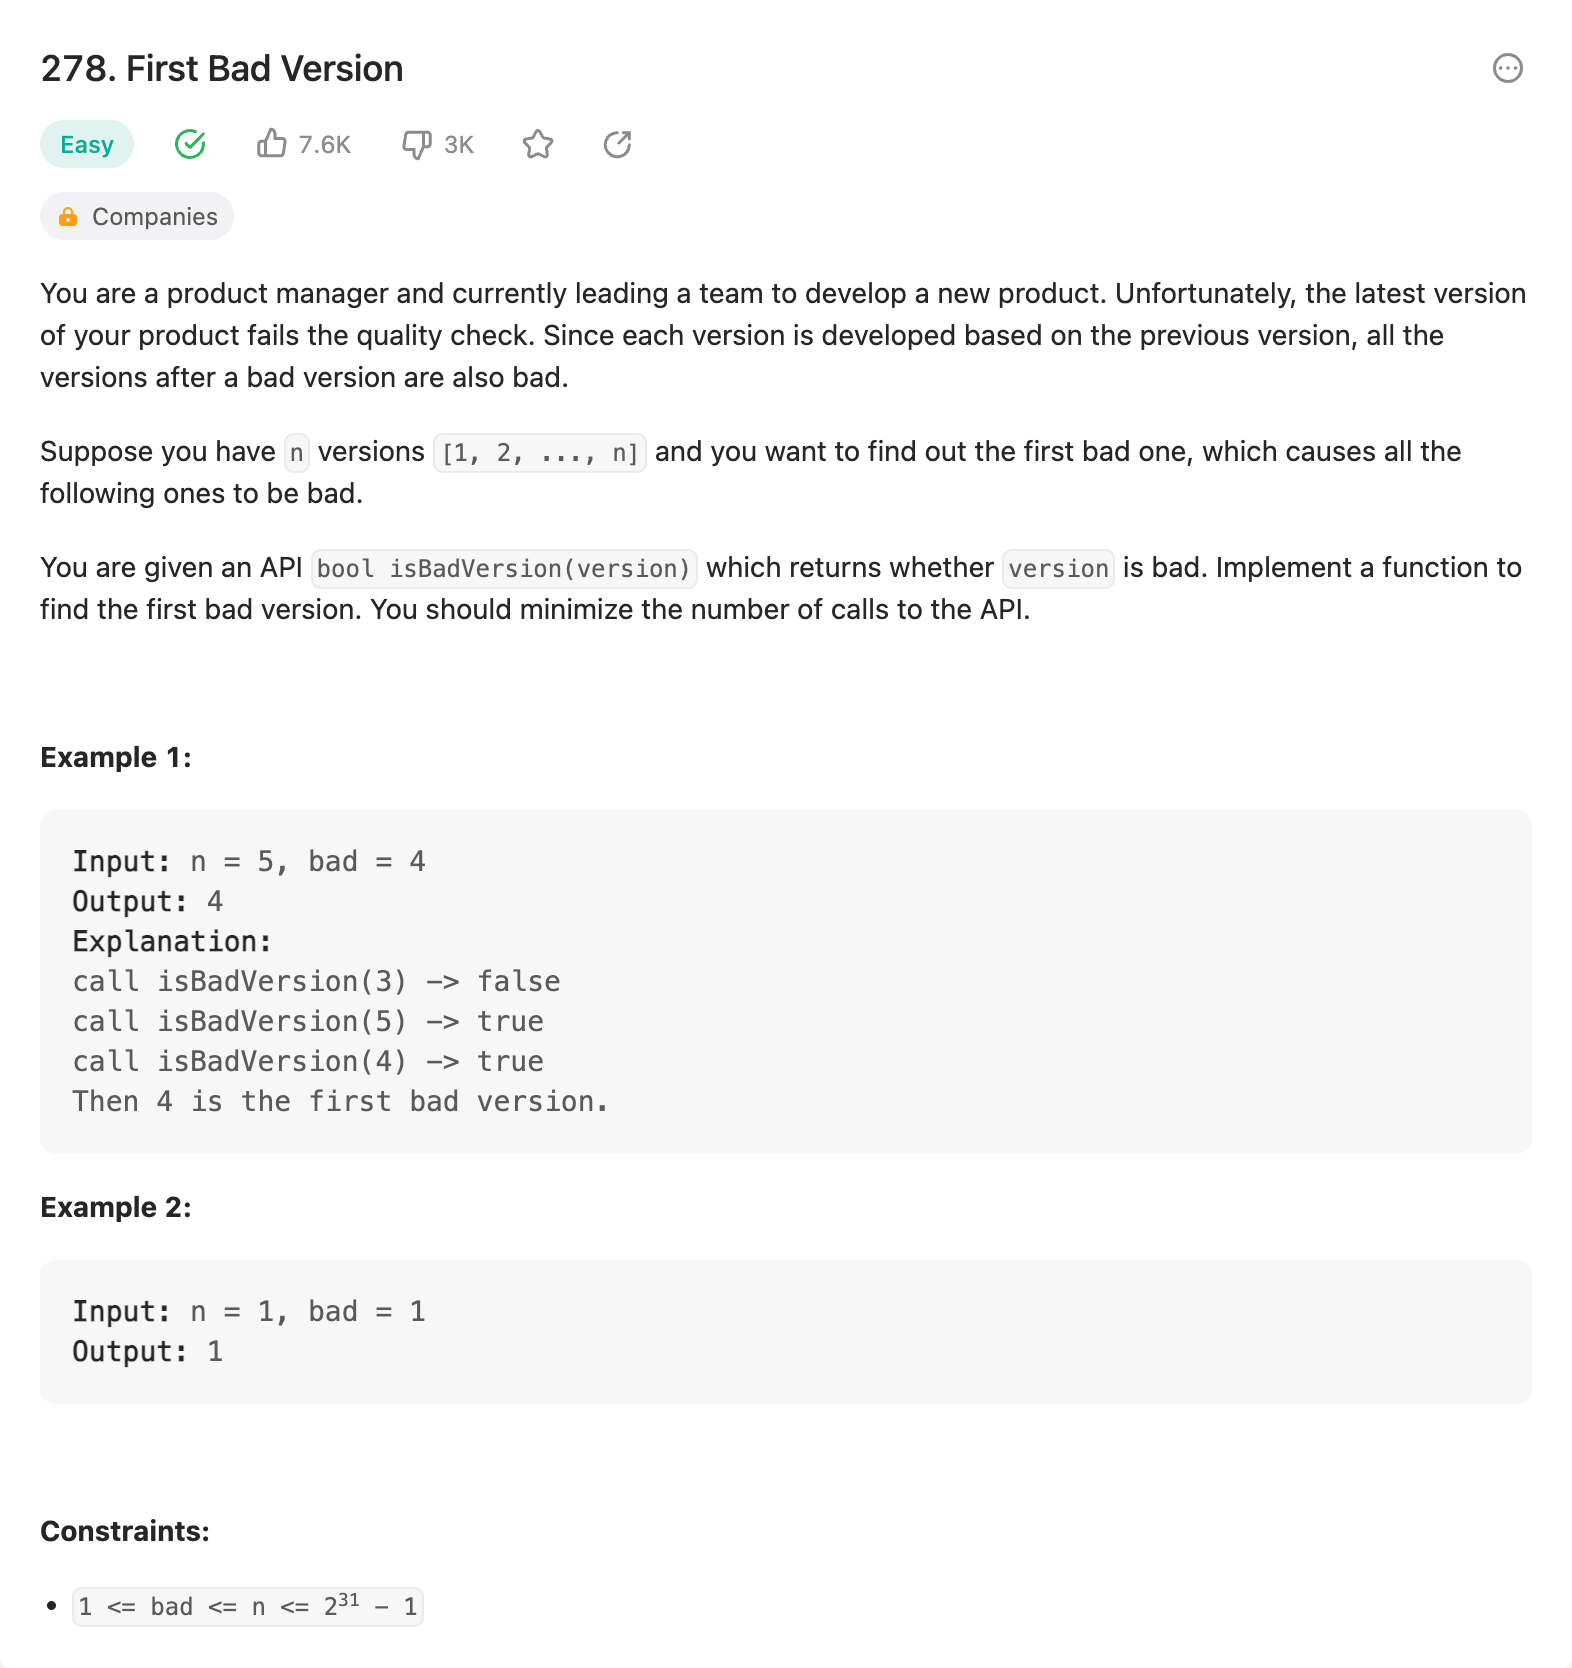 278. First Bad Version
Easy 7.6K 3K
Companies
You are a product manager and currently leading a team to develop a new product. Unfortunately, the latest version
of your product fails the quality check. Since each version is developed based on the previous version, all the
versions after a bad version are also bad.
Suppose you have n versions [1, 2, ..., n] and you want to find out the first bad one, which causes all the
following ones to be bad.
You are given an API bool isBadVersion(version) which returns whether version is bad. Implement a function to
find the first bad version. You should minimize the number of calls to the API.
Example 1:
Input: n = 5, bad = 4
Output: 4
Explanation:
call isBadVersion(3) -> false
call isBadVersion(5) -> true
call isBadVersion(4) -> true
Then 4 is the first bad version.
Example 2:
Input: n = 1, bad = 1
Output: 1
Constraints:
• 1 <= bad <= n <= 2³¹ - 1